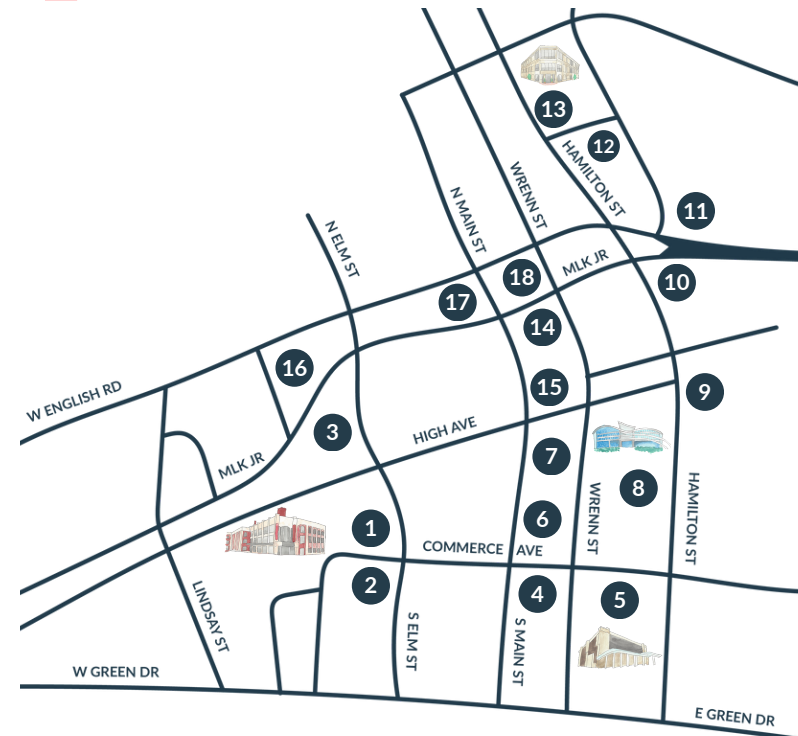 13
12
HAMILTON ST
WRENN ST
N MAIN ST
11
N ELM ST
18
MLK JR
10
17
14
16
15
9
W ENGLISH RD
3
HIGH AVE
7
MLK JR
8
WRENN ST
HAMILTON ST
6
1
COMMERCE AVE
2
4
5
LINDSAY ST
S ELM ST
S MAIN ST
W GREEN DR
E GREEN DR